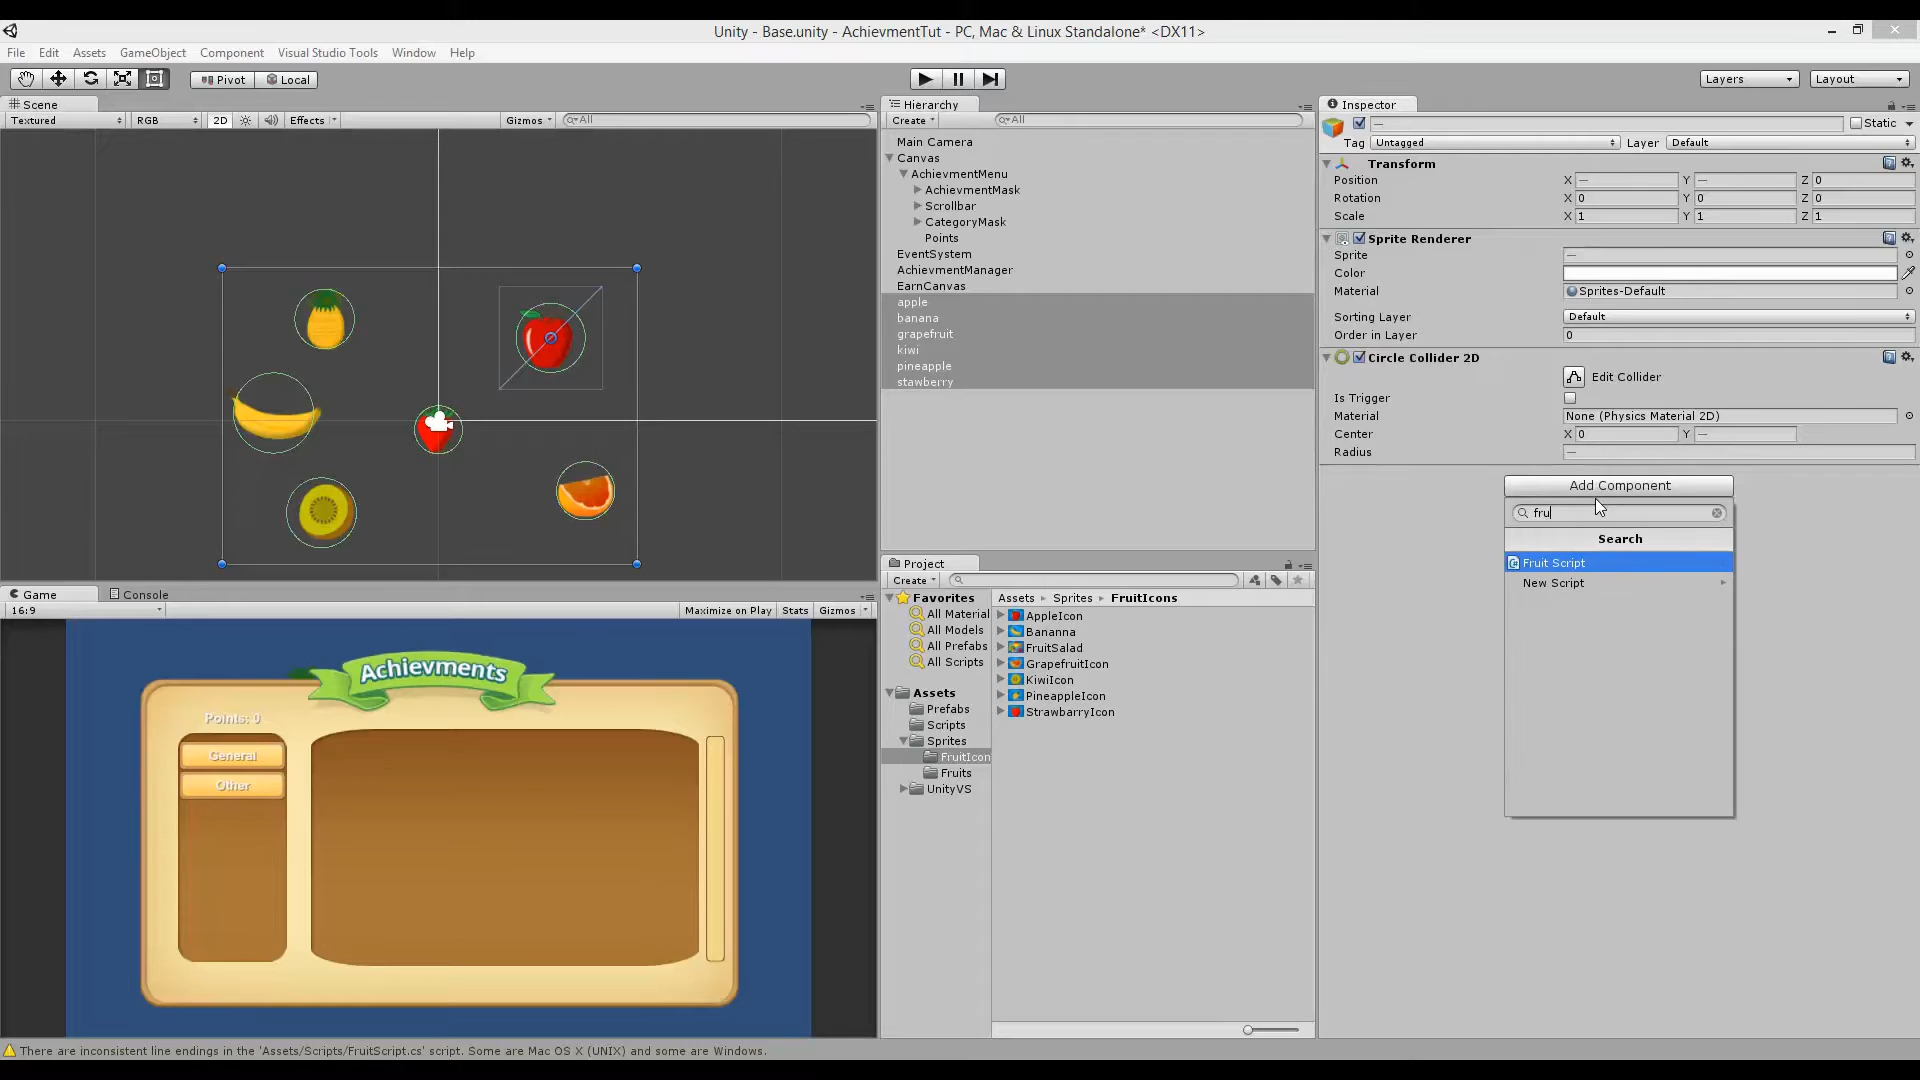 Unity - Base.unity - AchievmentTut - PC, Mac & Linux Standalone* <DX11>
File Edit Assets GameObject Component Visual Studio Tools Window Help
Pivot Local Layers Layout
Scene
Textured RGB 2D Effects Gizmos All
Hierarchy
Create All
Main Camera
Canvas
AchievmentMenu
AchievmentMask
Scrollbar
CategoryMask
Points
EventSystem
AchievmentManager
EarnCanvas
apple
banana
grapefruit
kiwi
pineapple
stawberry
Inspector
— Static
Tag Untagged Layer Default
Transform
Position X — Y — Z 0
Rotation X 0 Y 0 Z 0
Scale X 1 Y 1 Z 1
Sprite Renderer
Sprite —
Color
Material Sprites-Default
Sorting Layer Default
Order in Layer 0
Circle Collider 2D
Edit Collider
Is Trigger
Material None (Physics Material 2D)
Center X 0 Y —
Radius —
Add Component
fru
Search
Fruit Script
New Script
Game Console
16:9 Maximize on Play Stats Gizmos
Achievments
Points: 0
General
Other
Project
Create
Favorites
All Material
All Models
All Prefabs
All Scripts
Assets
Prefabs
Scripts
Sprites
FruitIcon
Fruits
UnityVS
Assets Sprites FruitIcons
AppleIcon
Bananna
FruitSalad
GrapefruitIcon
KiwiIcon
PineappleIcon
StrawbarryIcon
There are inconsistent line endings in the 'Assets/Scripts/FruitScript.cs' script. Some are Mac OS X (UNIX) and some are Windows.